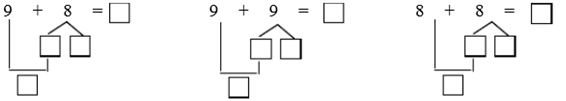 9 + 8 = □ 9 + 9 = □ 8 + 8 = □